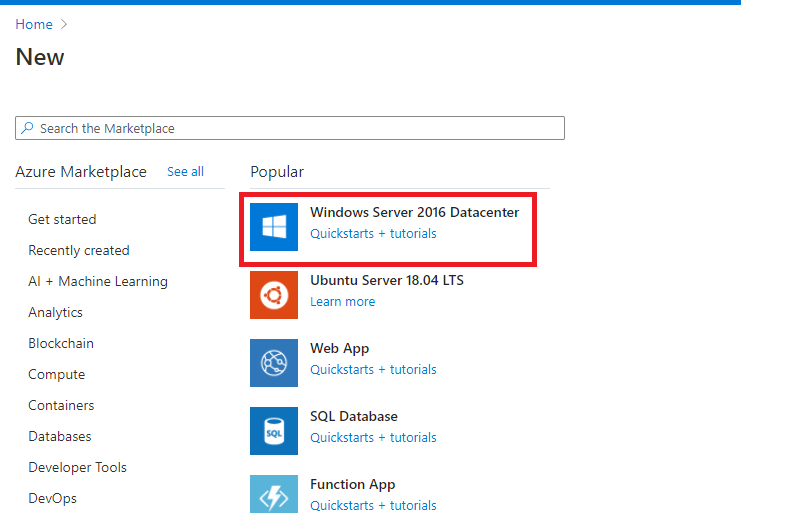 Home >
New
Search the Marketplace
Azure Marketplace See all
Get started
Recently created
AI + Machine Learning
Analytics
Blockchain
Compute
Containers
Databases
Developer Tools
DevOps
Popular
Windows Server 2016 Datacenter
Quickstarts + tutorials
Ubuntu Server 18.04 LTS
Learn more
Web App
Quickstarts + tutorials
SQL
SQL Database
Quickstarts + tutorials
Function App
Quickstarts + tutorials